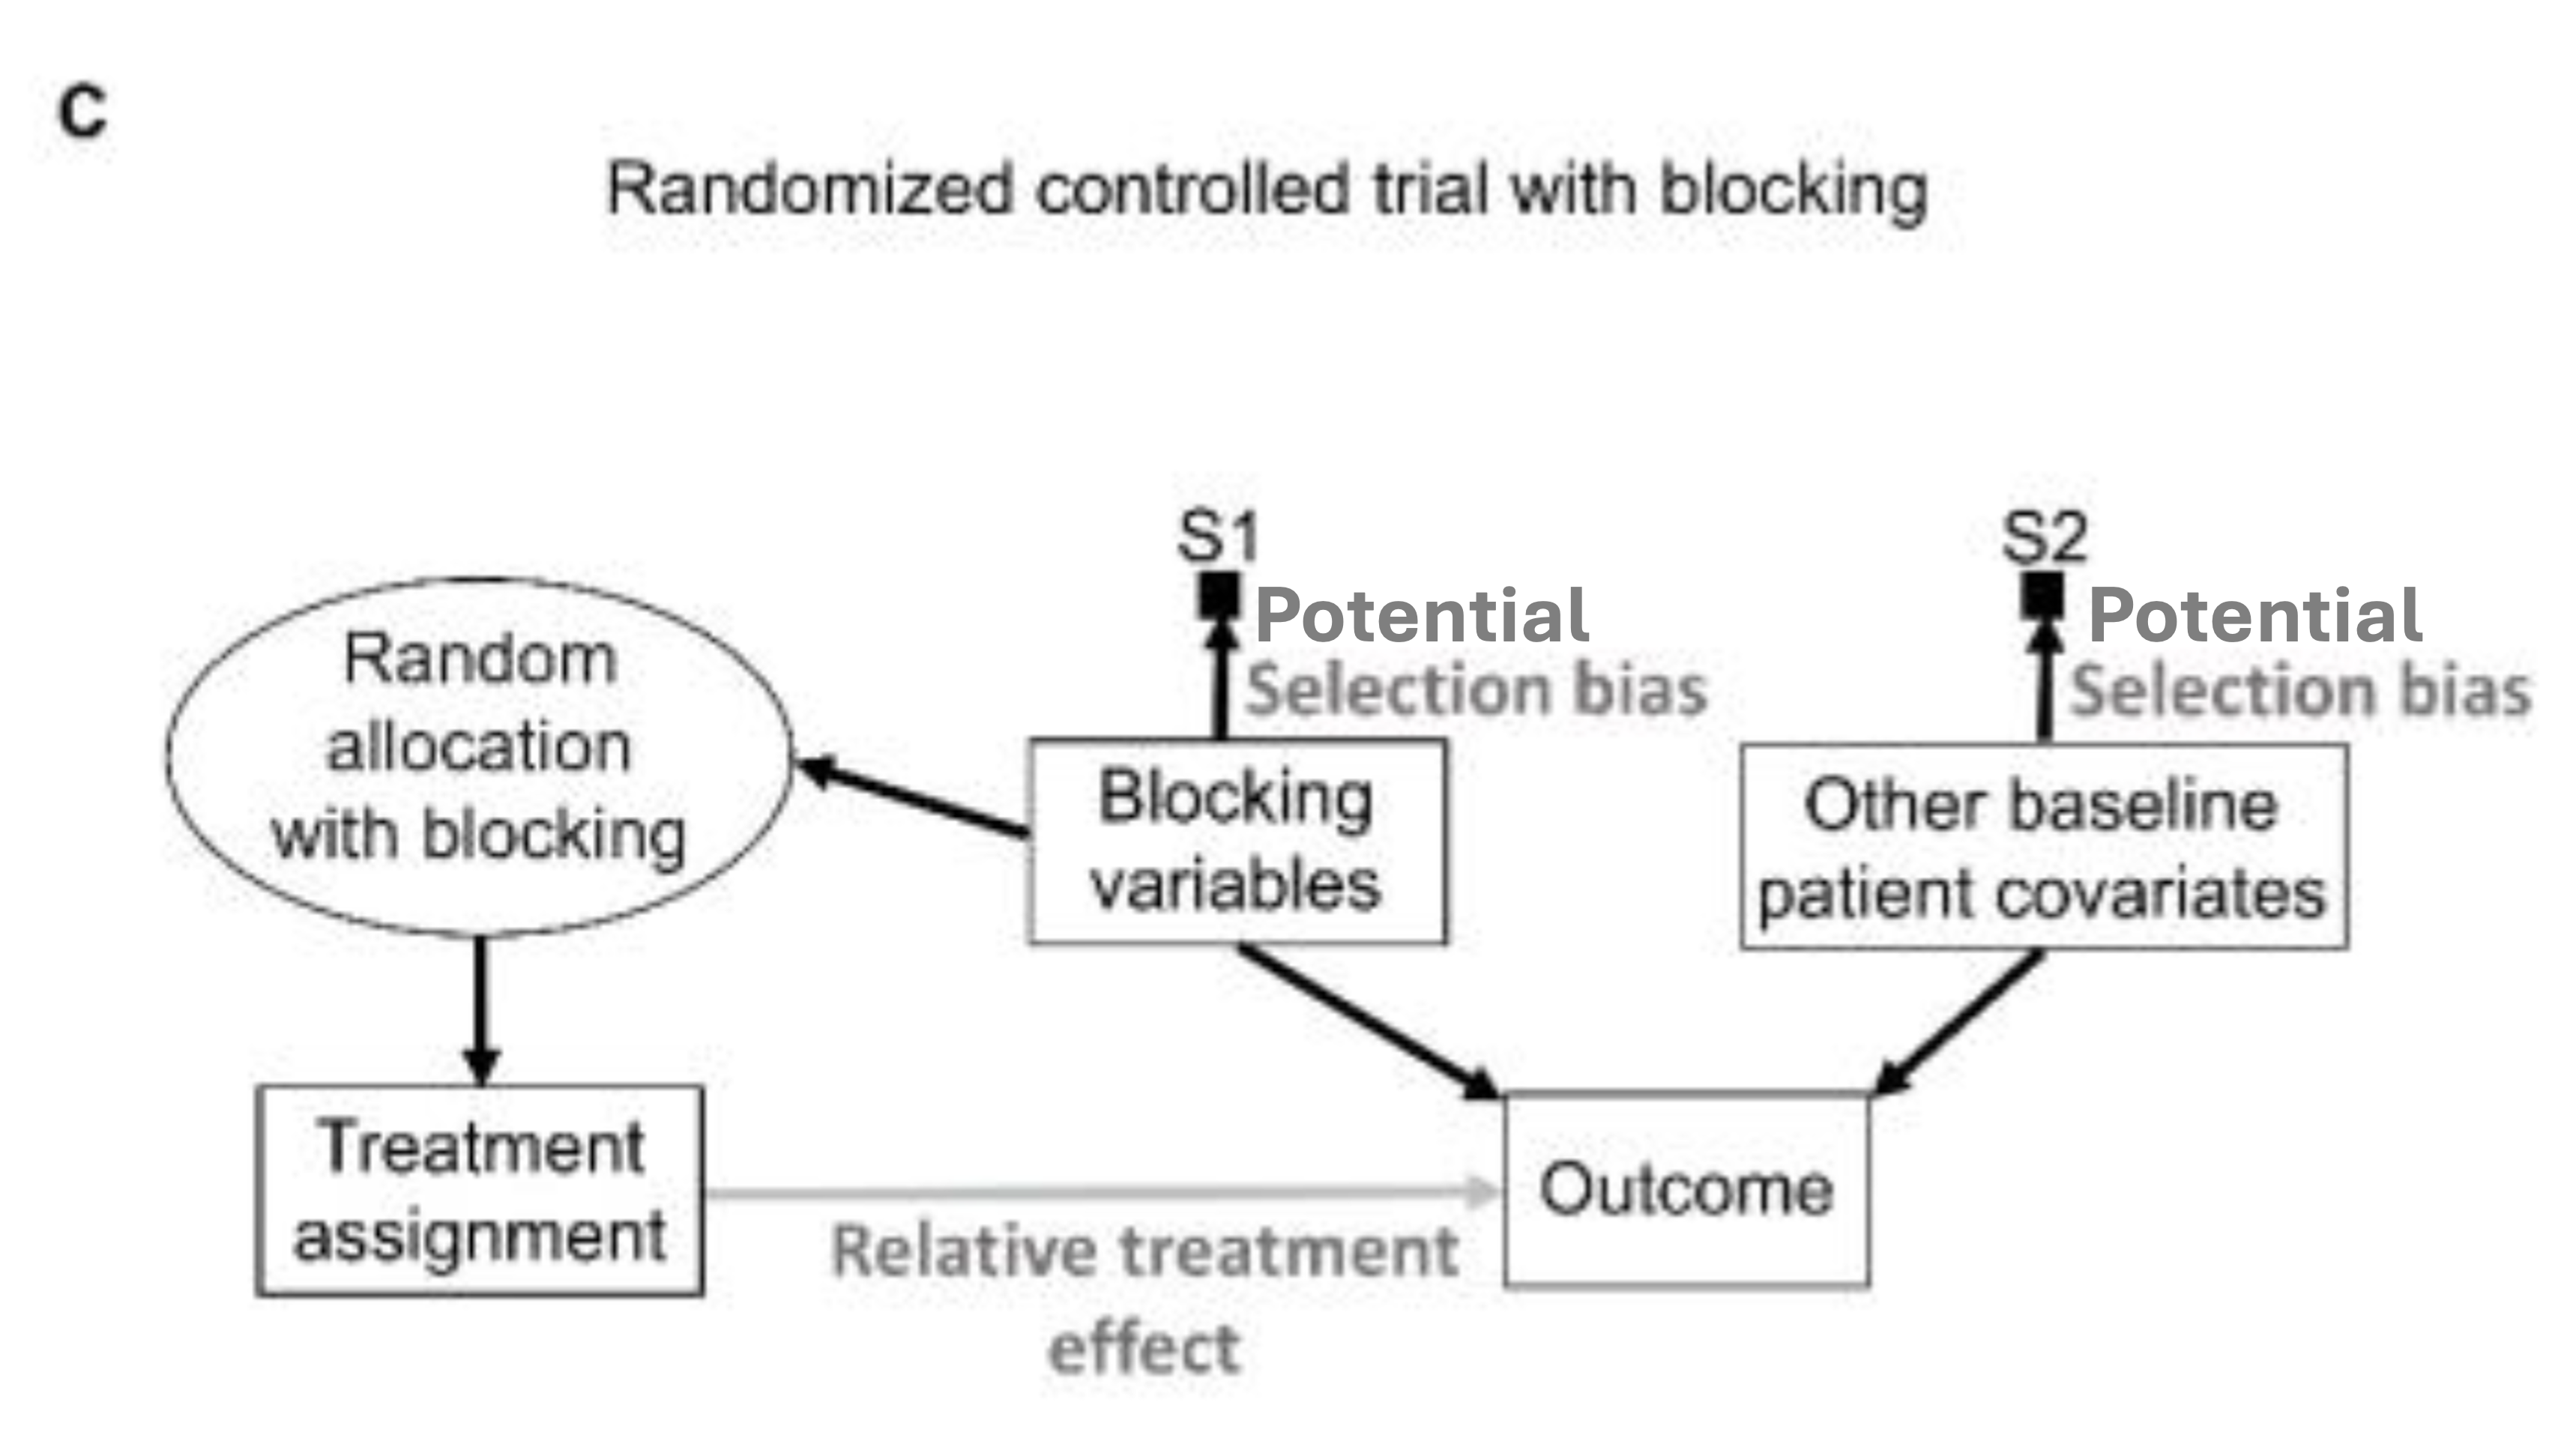 C
Randomized controlled trial with blocking
S1
S2
Potential
Selection bias
Potential
Selection bias
Random
allocation
with blocking
Blocking
variables
Other baseline
patient covariates
Treatment
assignment
Relative treatment
effect
Outcome